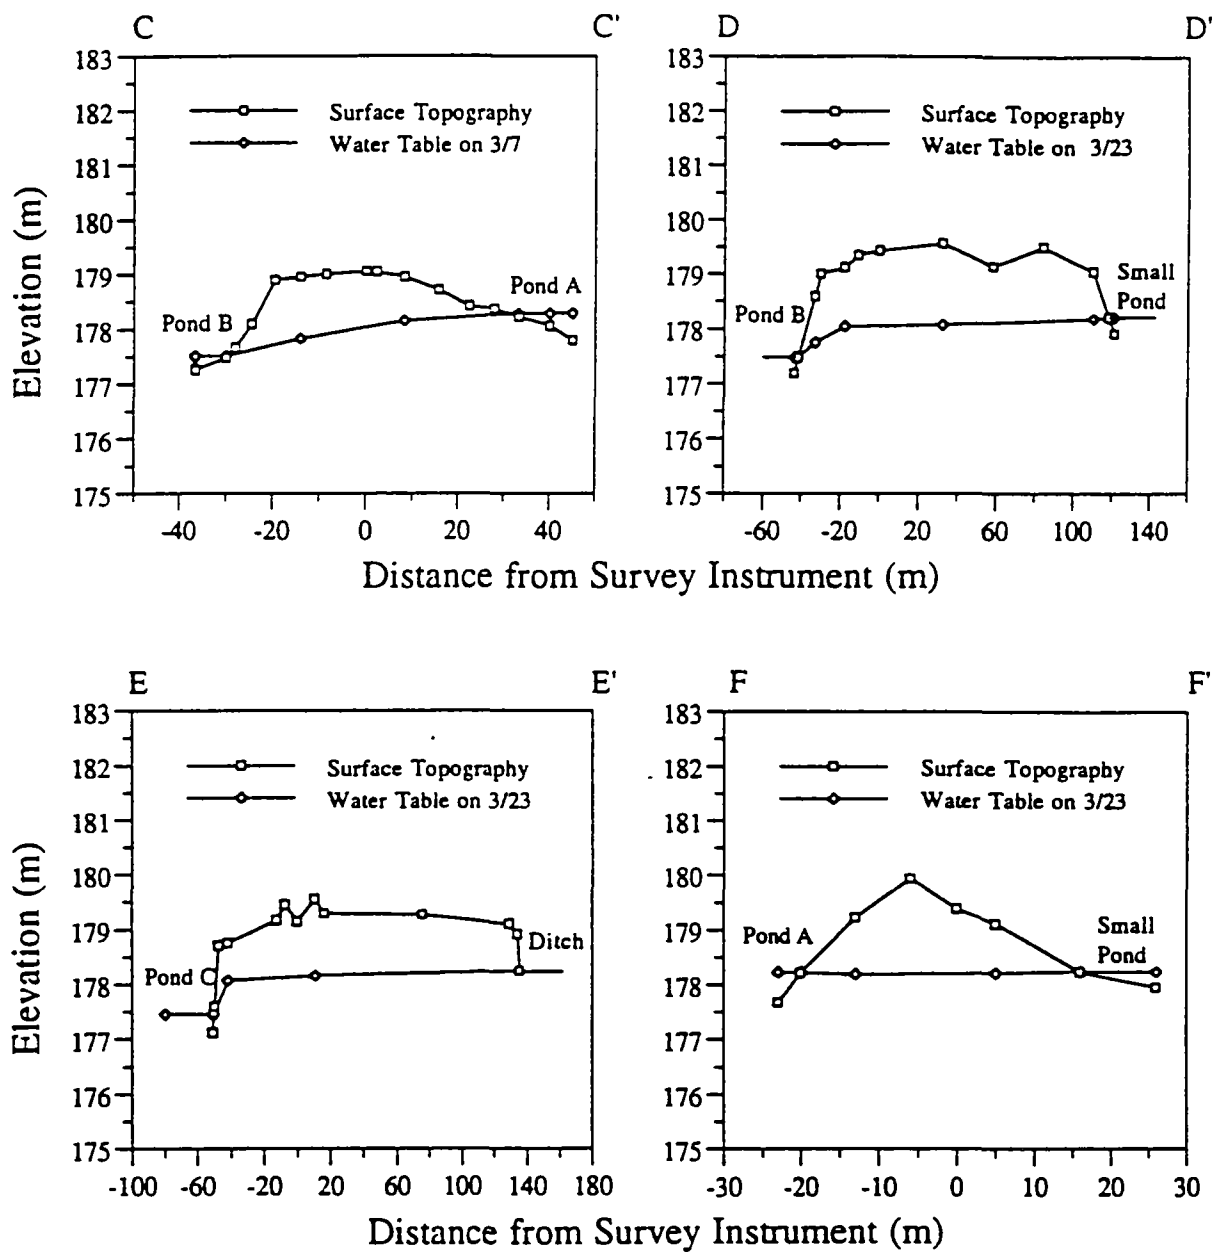 C C' D D'
183 183
182 Surface Topography 182 Surface Topography
Water Table on 3/7 Water Table on 3/23
181 181
180 180
179 Pond A 179 Small
Pond B Pond B Pond
178 178
177 177
176 176
175 175
-40 -20 0 20 40 -60 -20 20 60 100 140
Elevation (m)
Distance from Survey Instrument (m)
E E' F F'
183 183
182 Surface Topography 182 Surface Topography
Water Table on 3/23 Water Table on 3/23
181 181
180 180
179 Ditch 179 Pond A Small
Pond C Pond
178 178
177 177
176 176
175 175
-100 -60 -20 20 60 100 140 180 -30 -20 -10 0 10 20 30
Elevation (m)
Distance from Survey Instrument (m)